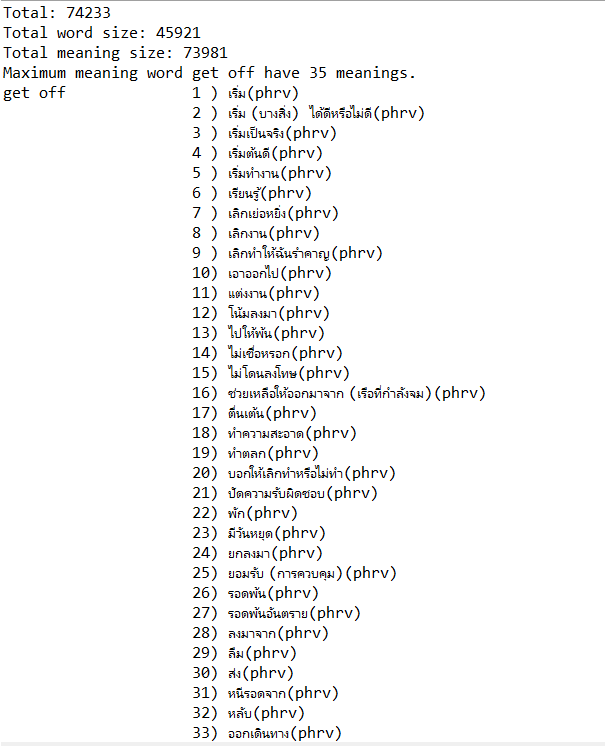 Total: 74233
Total word size: 45921
Total meaning size: 73981
Maximum meaning word get off have 35 meanings.
get off 1 ) เริ่ม(phrv)
2 ) เริ่ม (บางสิ่ง) ได้ดีหรือไม่ดี(phrv)
3 ) เริ่มเป็นจริง(phrv)
4 ) เริ่มต้นดี(phrv)
5 ) เริ่มทำงาน(phrv)
6 ) เรียนรู้(phrv)
7 ) เลิกเย่อหยิ่ง(phrv)
8 ) เลิกงาน(phrv)
9 ) เลิกทำให้ฉันรำคาญ(phrv)
10) เอาออกไป(phrv)
11) แต่งงาน(phrv)
12) โน้มลงมา(phrv)
13) ไปให้พ้น(phrv)
14) ไม่เชื่อหรอก(phrv)
15) ไม่โดนลงโทษ(phrv)
16) ช่วยเหลือให้ออกมาจาก (เรือที่กำลังจม)(phrv)
17) ตื่นเต้น(phrv)
18) ทำความสะอาด(phrv)
19) ทำตลก(phrv)
20) บอกให้เลิกทำหรือไม่ทำ(phrv)
21) ปัดความรับผิดชอบ(phrv)
22) พัก(phrv)
23) มีวันหยุด(phrv)
24) ยกลงมา(phrv)
25) ยอมรับ (การควบคุม)(phrv)
26) รอดพ้น(phrv)
27) รอดพ้นอันตราย(phrv)
28) ลงมาจาก(phrv)
29) ลืม(phrv)
30) ส่ง(phrv)
31) หนีรอดจาก(phrv)
32) หลับ(phrv)
33) ออกเดินทาง(phrv)